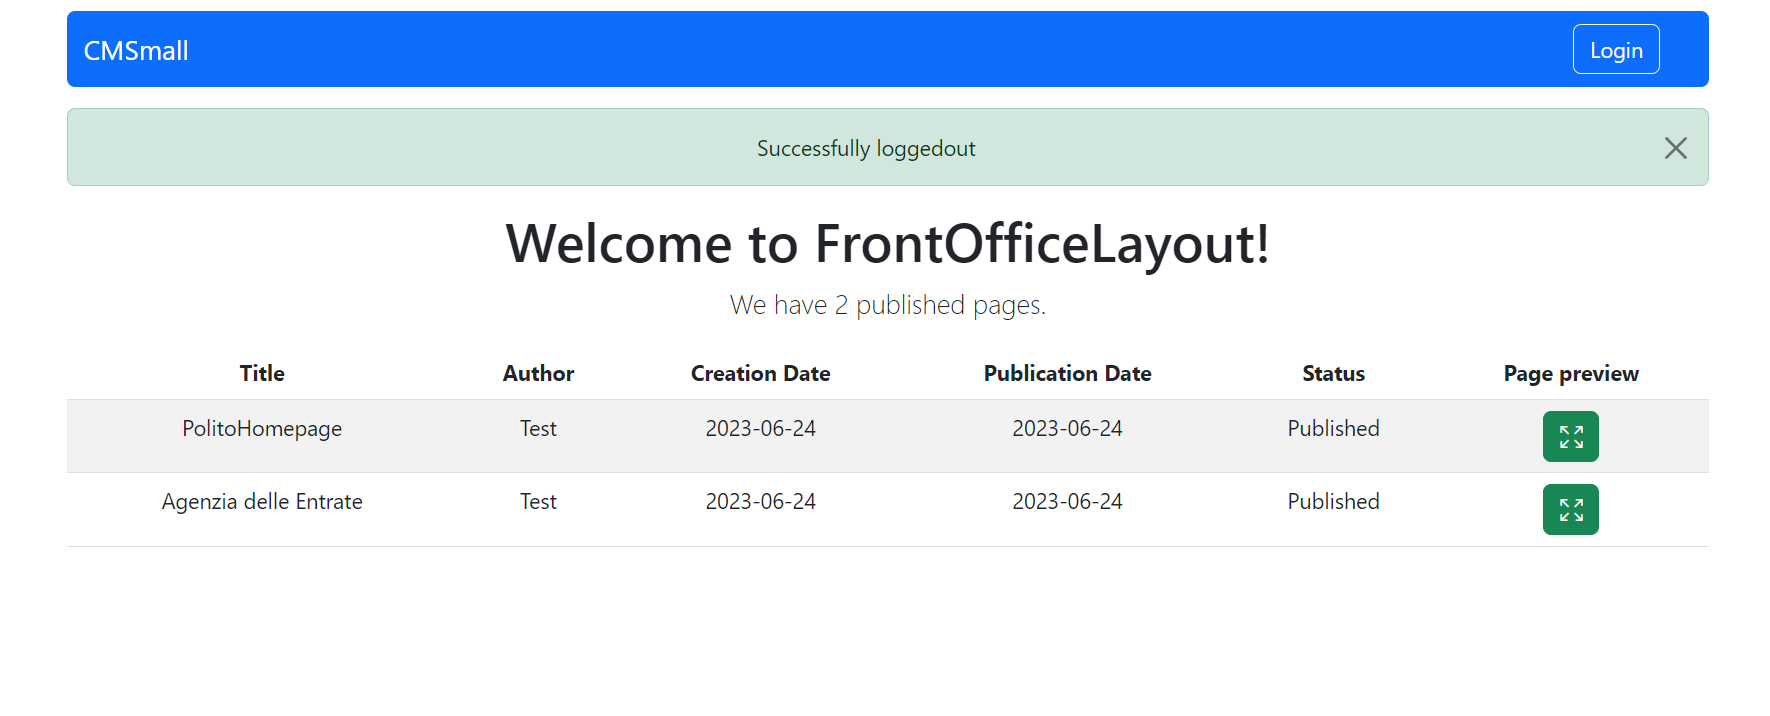 CMSmall Login
Successfully loggedout
Welcome to FrontOfficeLayout!
We have 2 published pages.
Title Author Creation Date Publication Date Status Page preview
PolitoHomepage Test 2023-06-24 2023-06-24 Published
Agenzia delle Entrate Test 2023-06-24 2023-06-24 Published